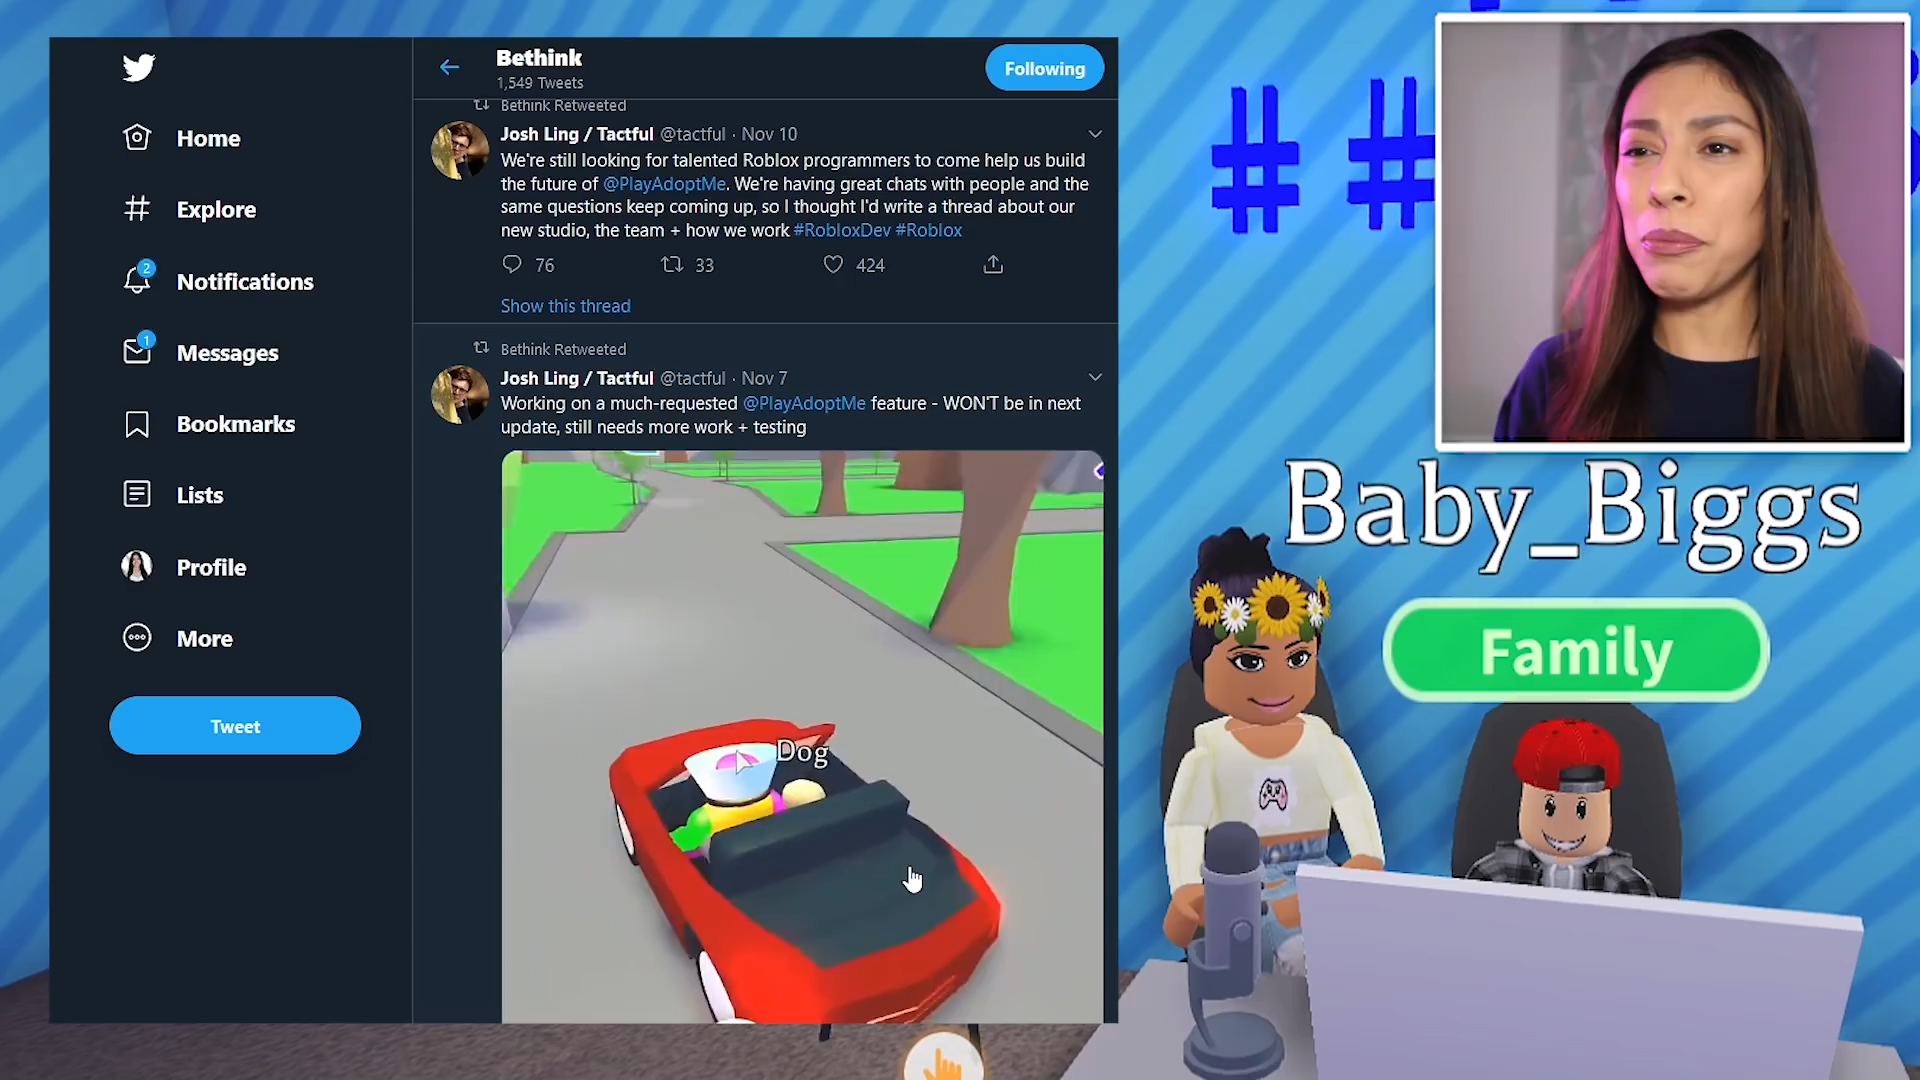 Bethink
1,549 Tweets
Following
Home
Explore
2
Notifications
1
Messages
Bookmarks
Lists
Profile
More
Tweet
Bethink Retweeted
Josh Ling / Tactful @tactful · Nov 10
We're still looking for talented Roblox programmers to come help us build
the future of @PlayAdoptMe. We're having great chats with people and the
same questions keep coming up, so I thought I'd write a thread about our
new studio, the team + how we work #RobloxDev #Roblox
76 33 424
Show this thread
Bethink Retweeted
Josh Ling / Tactful @tactful · Nov 7
Working on a much-requested @PlayAdoptMe feature - WON'T be in next
update, still needs more work + testing
Dog
##
Baby_Biggs
Family